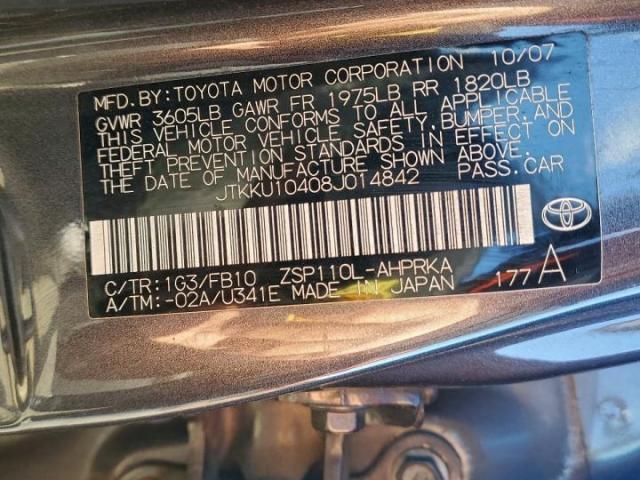 MFD. BY: TOYOTA MOTOR CORPORATION 10/07
GVWR 3605LB GAWR FR 1975LB RR 1820LB
THIS VEHICLE CONFORMS TO ALL APPLICABLE
FEDERAL MOTOR VEHICLE SAFETY, BUMPER, AND
THEFT PREVENTION STANDARDS IN EFFECT ON
THE DATE OF MANUFACTURE SHOWN ABOVE.
JTKKU10408J014842 PASS. CAR
C/TR: 1G3/FB10 ZSP110L-AHPRKA
A/TM: -02A/U341E MADE IN JAPAN 177 A